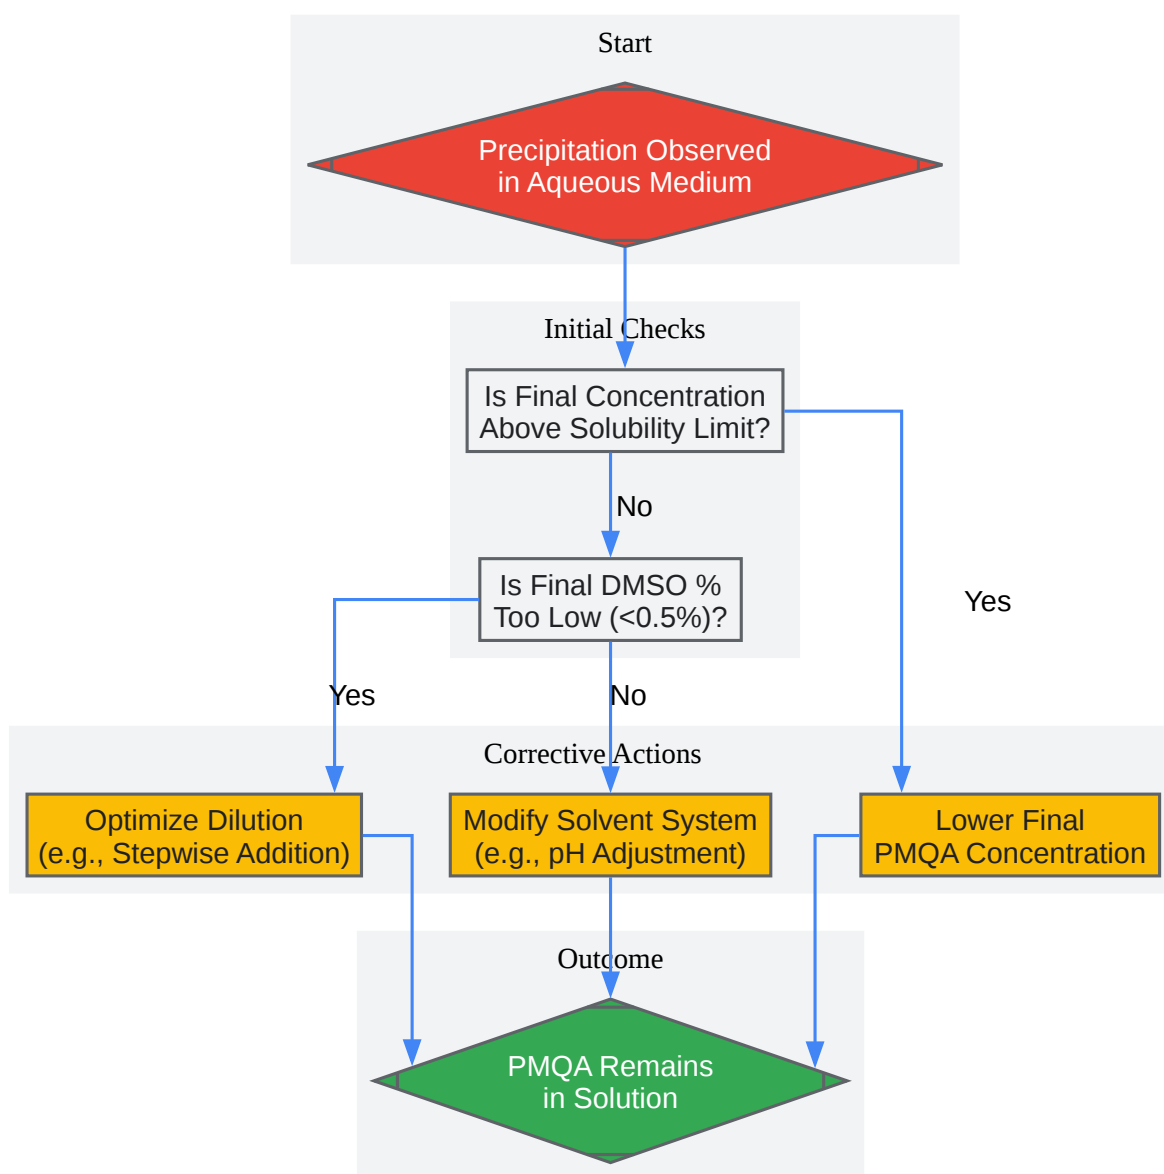 Start
Precipitation Observed
in Aqueous Medium
Initial Checks
Is Final Concentration
Above Solubility Limit?
No
Is Final DMSO %
Too Low (<0.5%)?
Yes
Yes
No
Corrective Actions
Optimize Dilution
(e.g., Stepwise Addition)
Modify Solvent System
(e.g., pH Adjustment)
Lower Final
PMQA Concentration
Outcome
PMQA Remains
in Solution